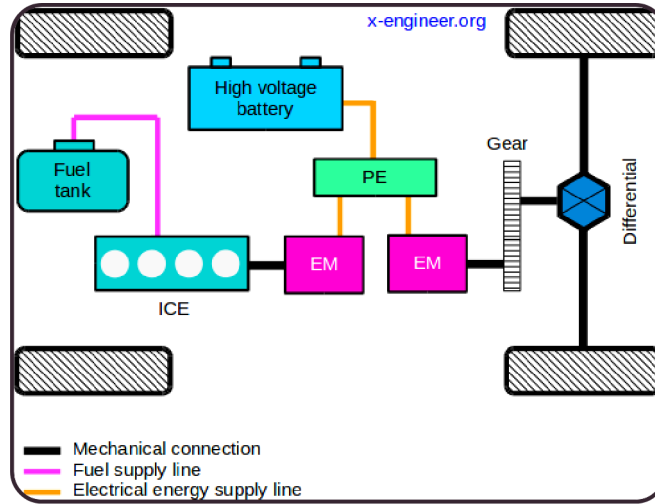 x-engineer.org
High voltage
battery
Fuel
tank
PE
Gear
Differential
EM
EM
ICE
Mechanical connection
Fuel supply line
Electrical energy supply line